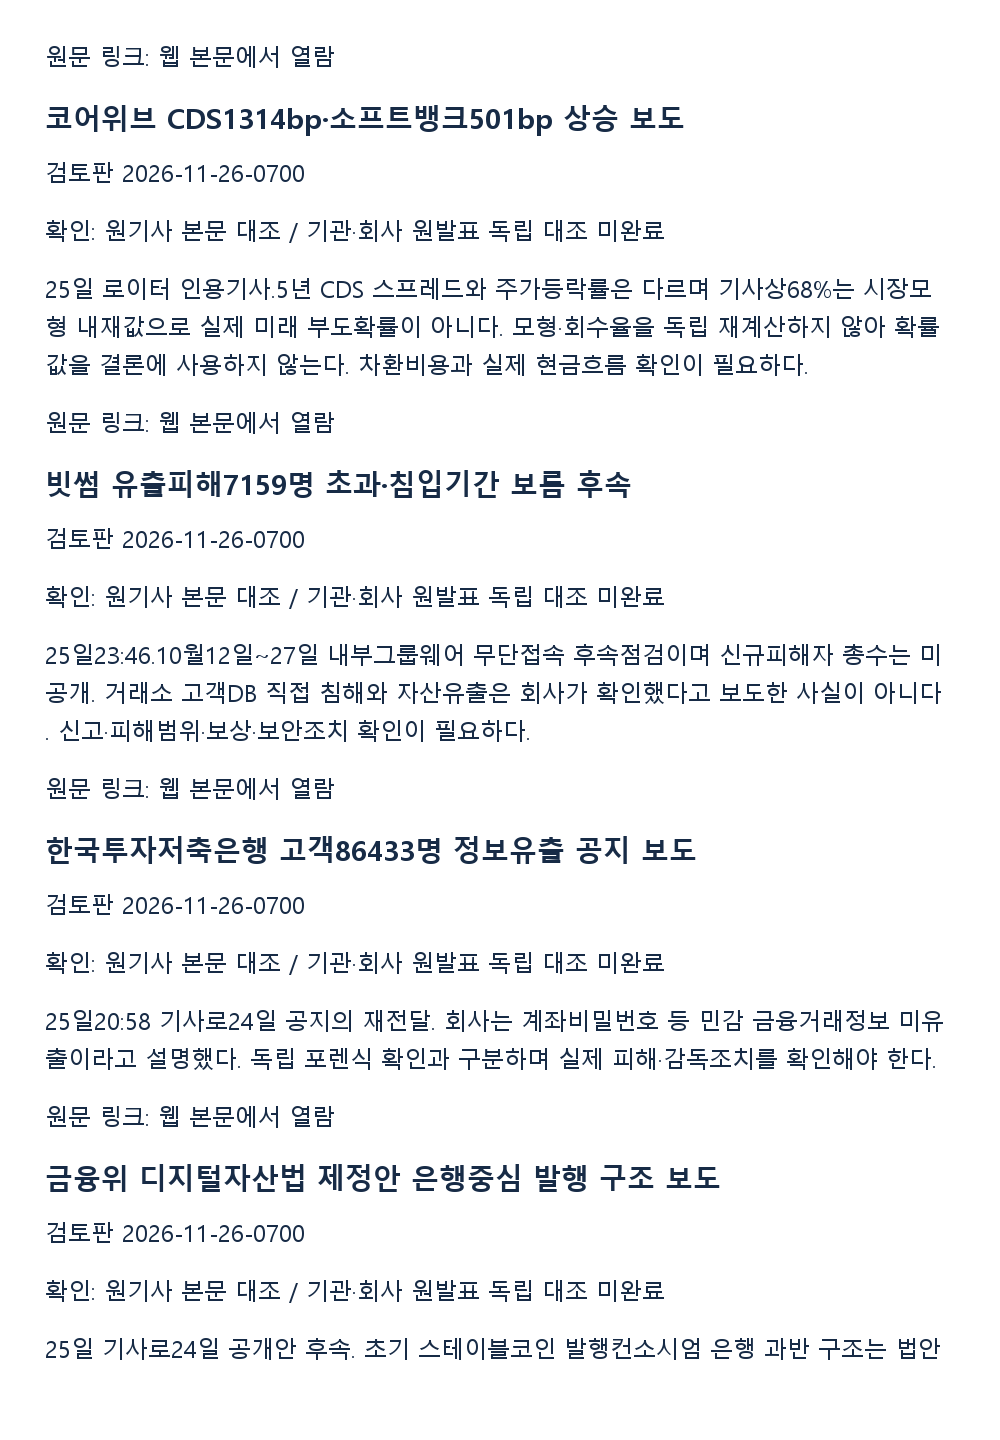 원문 링크: 웹 본문에서 열람
코어위브 CDS1314bp·소프트뱅크501bp 상승 보도
검토판 2026-11-26-0700
확인: 원기사 본문 대조 / 기관·회사 원발표 독립 대조 미완료
25일 로이터 인용기사.5년 CDS 스프레드와 주가등락률은 다르며 기사상68%는 시장모
형 내재값으로 실제 미래 부도확률이 아니다. 모형·회수율을 독립 재계산하지 않아 확률
값을 결론에 사용하지 않는다. 차환비용과 실제 현금흐름 확인이 필요하다.
원문 링크: 웹 본문에서 열람
빗썸 유출피해7159명 초과·침입기간 보름 후속
검토판 2026-11-26-0700
확인: 원기사 본문 대조 / 기관·회사 원발표 독립 대조 미완료
25일23:46.10월12일~27일 내부그룹웨어 무단접속 후속점검이며 신규피해자 총수는 미
공개. 거래소 고객DB 직접 침해와 자산유출은 회사가 확인했다고 보도한 사실이 아니다
. 신고·피해범위·보상·보안조치 확인이 필요하다.
원문 링크: 웹 본문에서 열람
한국투자저축은행 고객86433명 정보유출 공지 보도
검토판 2026-11-26-0700
확인: 원기사 본문 대조 / 기관·회사 원발표 독립 대조 미완료
25일20:58 기사로24일 공지의 재전달. 회사는 계좌비밀번호 등 민감 금융거래정보 미유
출이라고 설명했다. 독립 포렌식 확인과 구분하며 실제 피해·감독조치를 확인해야 한다.
원문 링크: 웹 본문에서 열람
금융위 디지털자산법 제정안 은행중심 발행 구조 보도
검토판 2026-11-26-0700
확인: 원기사 본문 대조 / 기관·회사 원발표 독립 대조 미완료
25일 기사로24일 공개안 후속. 초기 스테이블코인 발행컨소시엄 은행 과반 구조는 법안